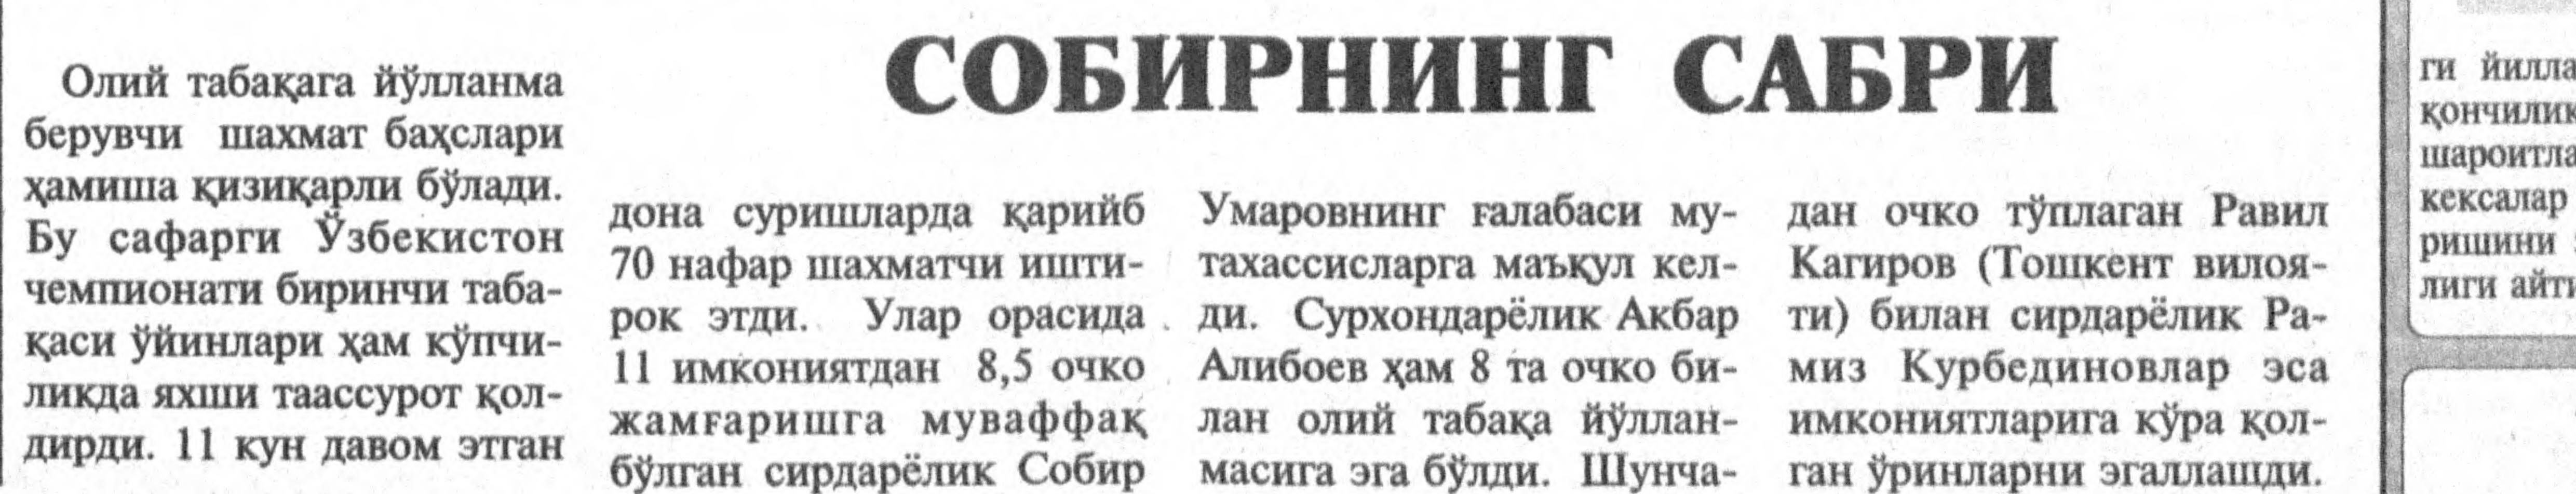 СОБИРНИНГ САБРИ
Олий табақага йўлланма
берувчи шахмат баҳслари
ҳамиша қизиқарли бўлади.
Бу сафарги Ўзбекистон
чемпионати биринчи таба-
қаси ўйинлари ҳам кўпчи-
ликда яхши таассурот қол-
дирди. 11 кун давом этган
дона суришларда қарийб
70 нафар шахматчи ишти-
рок этди. Улар орасида
11 имкониятдан 8,5 очко
жамғаришга муваффақ
бўлган сирдарёлик Собир
Умаровнинг ғалабаси му-
тахассисларга маъқул кел-
ди. Сурхондарёлик Акбар
Алибоев ҳам 8 та очко би-
лан олий табақа йўллан-
масига эга бўлди. Шунча-
дан очко тўплаган Равил
Кагиров (Тошкент вилоя-
ти) билан сирдарёлик Ра-
миз Курбединовлар эса
имкониятларига кўра қол-
ган ўринларни эгаллашди.
ги йилла
қончилик
шароитла
кексалар
ришини
лиги айти